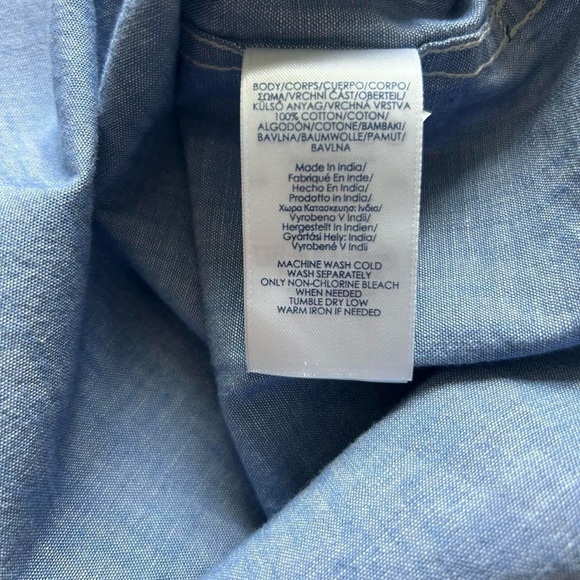 BODY/CORPS/CUERPO/CORPO/
ΣΩΜΑ/VRCHNÍ ČÁST/OBERTEIL/
KÜLSŐ ANYAG/VRCHNÁ VRSTVA
100% COTTON/COTON/
ALGODÓN/COTONE/BAMBAKI/
BAVLNA/BAUMWOLLE/PAMUT/
BAVLNA
Made In India/
Fabriqué En Inde/
Hecho En India/
Prodotto in India/
Χωρα Κατασκευησ: Ινδια/
Vyrobeno V Indii/
Hergestellt In Indien/
Gyártási Hely: India/
Vyrobené V Indii
MACHINE WASH COLD
WASH SEPARATELY
ONLY NON-CHLORINE BLEACH
WHEN NEEDED
TUMBLE DRY LOW
WARM IRON IF NEEDED